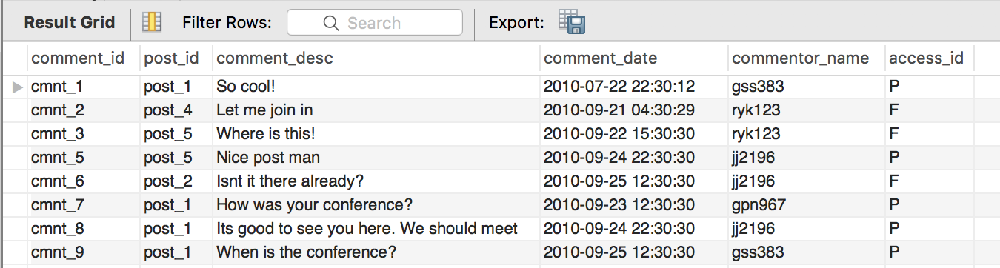 Result Grid Filter Rows: Search Export:
comment_id post_id comment_desc comment_date commentor_name access_id
cmnt_1 post_1 So cool! 2010-07-22 22:30:12 gss383 P
cmnt_2 post_4 Let me join in 2010-09-21 04:30:29 ryk123 F
cmnt_3 post_5 Where is this! 2010-09-22 15:30:30 ryk123 F
cmnt_5 post_5 Nice post man 2010-09-24 22:30:30 jj2196 P
cmnt_6 post_2 Isnt it there already? 2010-09-25 12:30:30 jj2196 F
cmnt_7 post_1 How was your conference? 2010-09-23 12:30:30 gpn967 P
cmnt_8 post_1 Its good to see you here. We should meet 2010-09-24 22:30:30 jj2196 P
cmnt_9 post_1 When is the conference? 2010-09-25 12:30:30 gss383 P